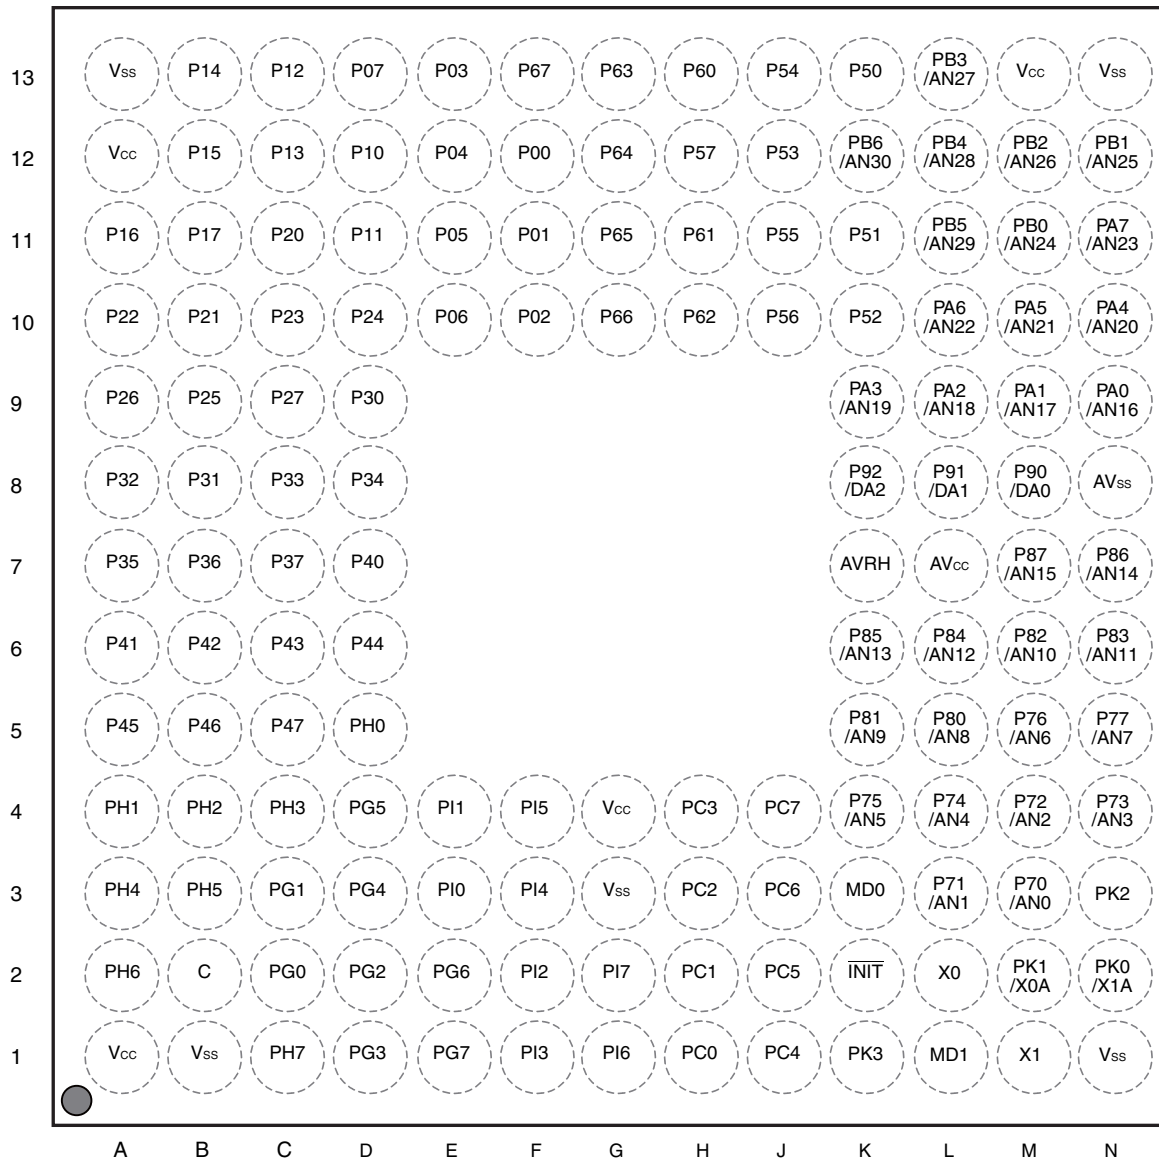 13 Vss P14 P12 P07 P03 P67 P63 P60 P54 P50 PB3 /AN27 Vcc Vss
12 Vcc P15 P13 P10 P04 P00 P64 P57 P53 PB6 /AN30 PB4 /AN28 PB2 /AN26 PB1 /AN25
11 P16 P17 P20 P11 P05 P01 P65 P61 P55 P51 PB5 /AN29 PB0 /AN24 PA7 /AN23
10 P22 P21 P23 P24 P06 P02 P66 P62 P56 P52 PA6 /AN22 PA5 /AN21 PA4 /AN20
9 P26 P25 P27 P30 PA3 /AN19 PA2 /AN18 PA1 /AN17 PA0 /AN16
8 P32 P31 P33 P34 P92 /DA2 P91 /DA1 P90 /DA0 AVss
7 P35 P36 P37 P40 AVRH AVcc P87 /AN15 P86 /AN14
6 P41 P42 P43 P44 P85 /AN13 P84 /AN12 P82 /AN10 P83 /AN11
5 P45 P46 P47 PH0 P81 /AN9 P80 /AN8 P76 /AN6 P77 /AN7
4 PH1 PH2 PH3 PG5 PI1 PI5 Vcc PC3 PC7 P75 /AN5 P74 /AN4 P72 /AN2 P73 /AN3
3 PH4 PH5 PG1 PG4 PI0 PI4 Vss PC2 PC6 MD0 P71 /AN1 P70 /AN0 PK2
2 PH6 C PG0 PG2 PG6 PI2 PI7 PC1 PC5 INIT X0 PK1 /X0A PK0 /X1A
1 Vcc Vss PH7 PG3 PG7 PI3 PI6 PC0 PC4 PK3 MD1 X1 Vss
A B C D E F G H J K L M N